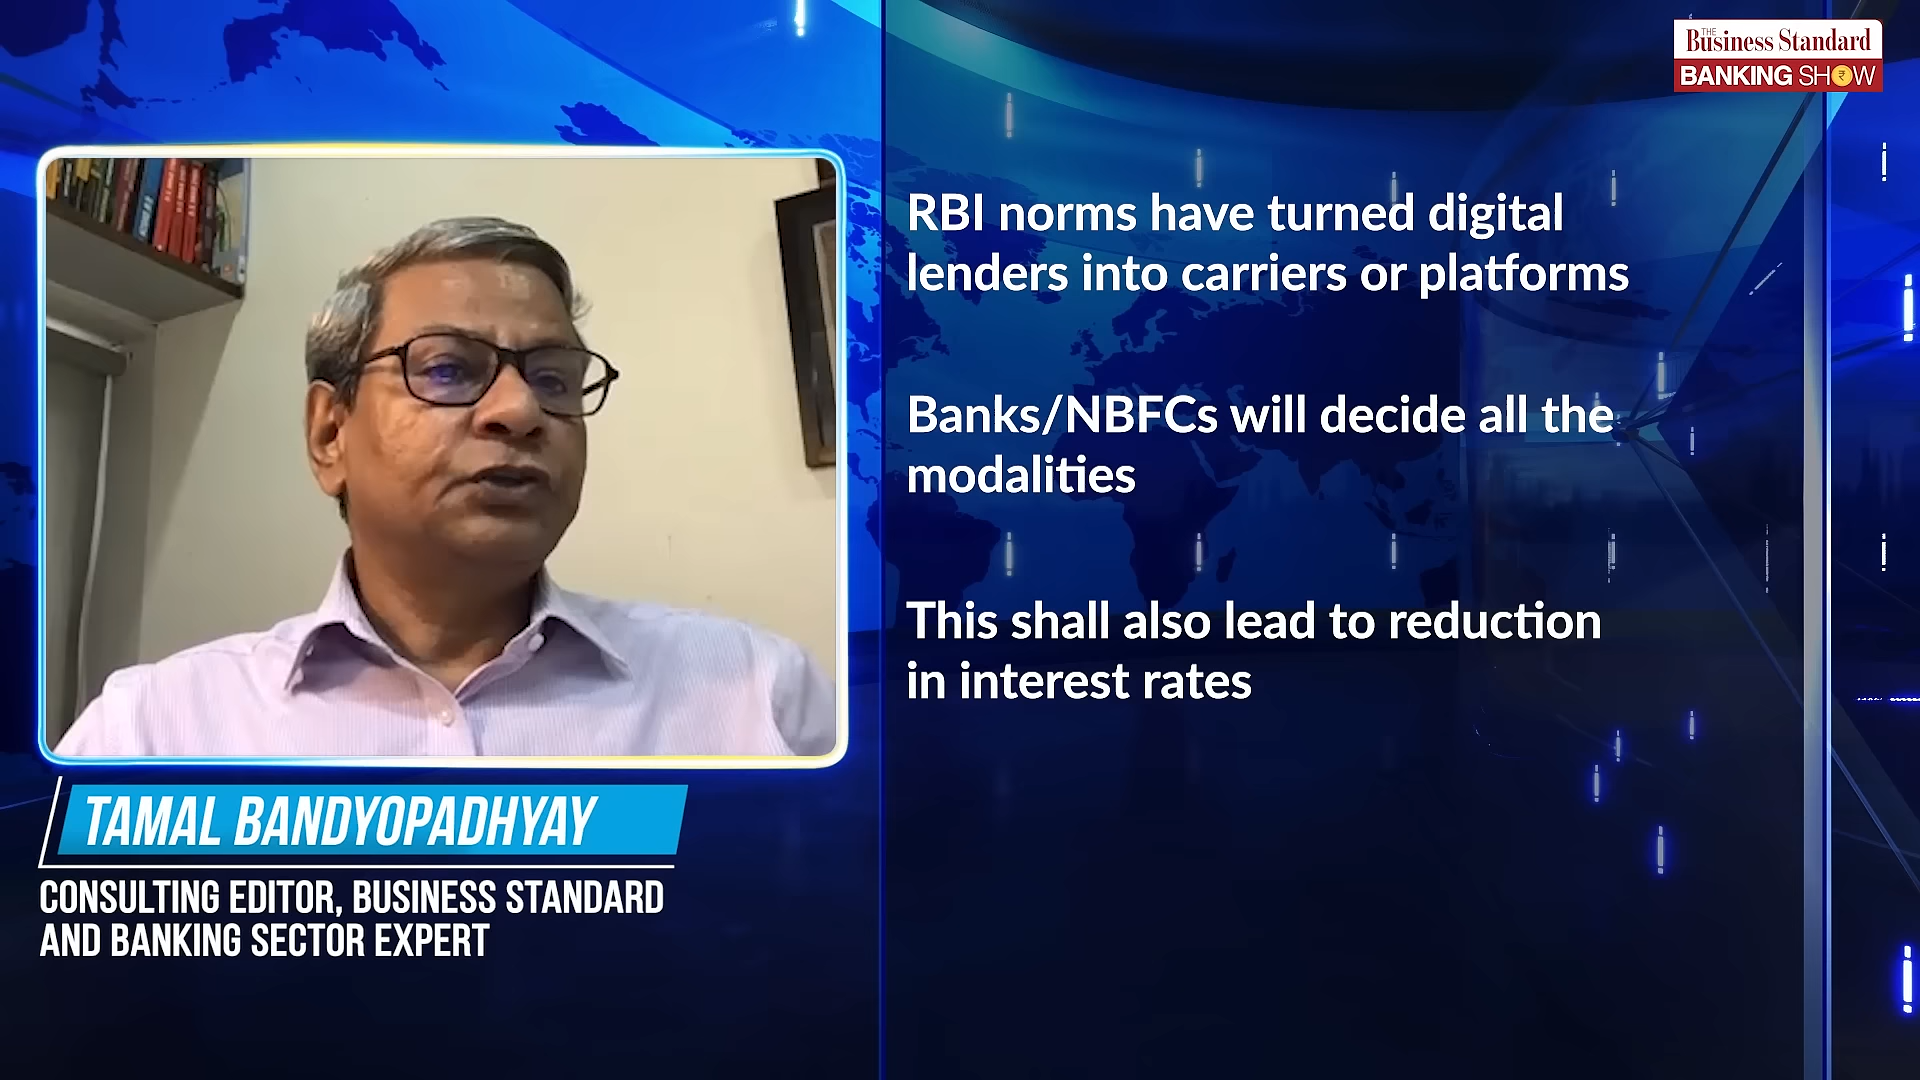 THE
Business Standard
BANKING SHOW
RBI norms have turned digital
lenders into carriers or platforms
Banks/NBFCs will decide all the
modalities
This shall also lead to reduction
in interest rates
TAMAL BANDYOPADHYAY
CONSULTING EDITOR, BUSINESS STANDARD
AND BANKING SECTOR EXPERT